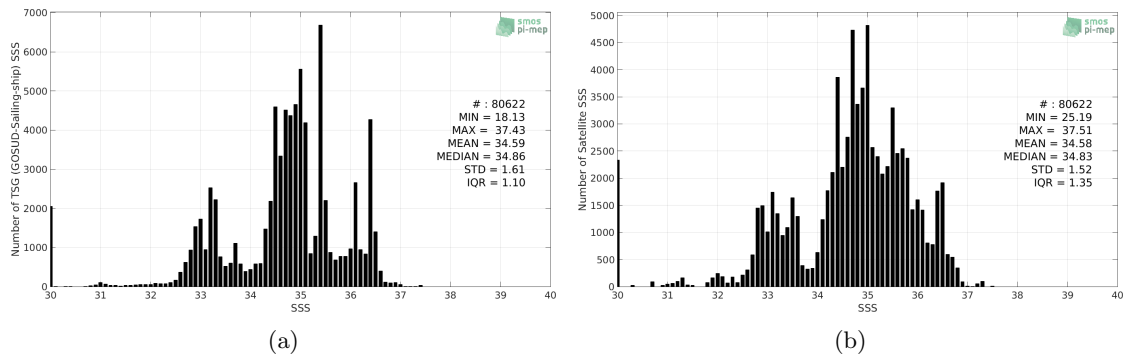 7000
6000
5000
4000
3000
2000
1000
0
Number of TSG (GOSUD-Sailing-ship) SSS
smos
pi-mep
# : 80622
MIN = 18.13
MAX = 37.43
MEAN = 34.59
MEDIAN = 34.86
STD = 1.61
IQR = 1.10
30 31 32 33 34 35 36 37 38 39 40
SSS
(a)
5000
4500
4000
3500
3000
2500
2000
1500
1000
500
0
Number of Satellite SSS
smos
pi-mep
# : 80622
MIN = 25.19
MAX = 37.51
MEAN = 34.58
MEDIAN = 34.83
STD = 1.52
IQR = 1.35
30 31 32 33 34 35 36 37 38 39 40
SSS
(b)